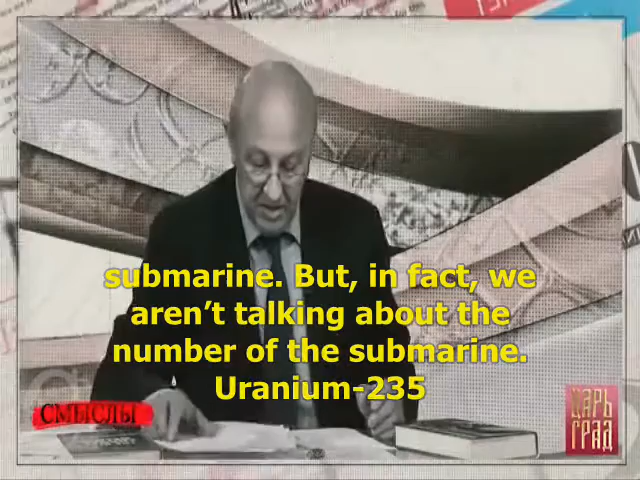 submarine. But, in fact, we
aren’t talking about the
number of the submarine.
Uranium-235
СМЫСЛЫ
ЦАРЬ
ГРАД